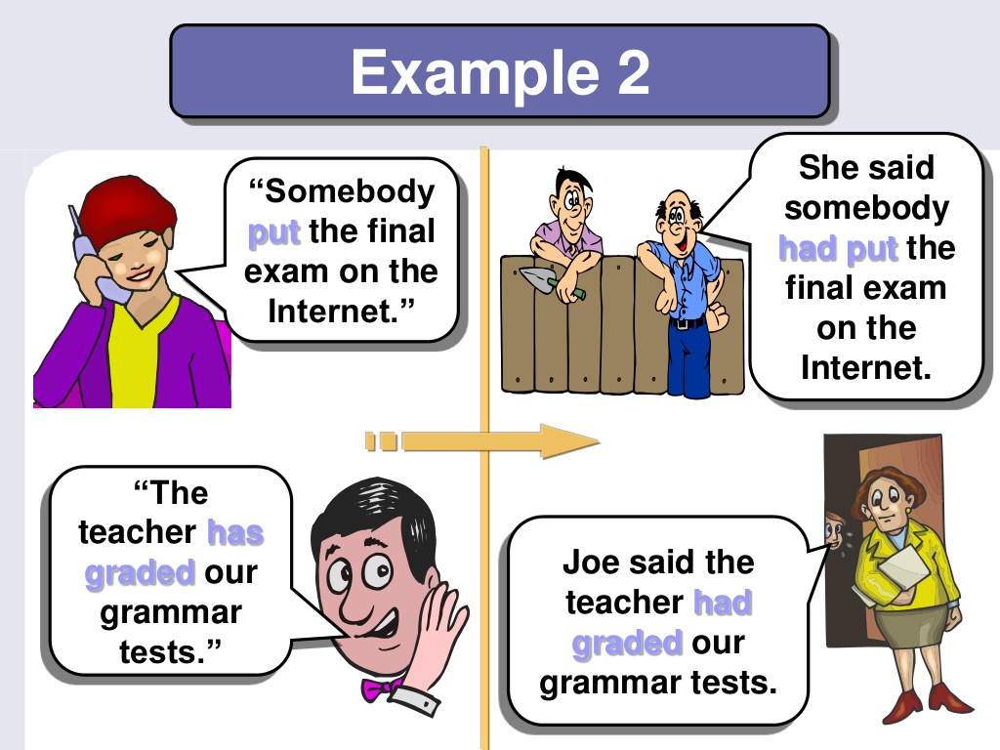 Example 2
“Somebody
put the final
exam on the
Internet.”
She said
somebody
had put the
final exam
on the
Internet.
“The
teacher has
graded our
grammar
tests.”
Joe said the
teacher had
graded our
grammar tests.